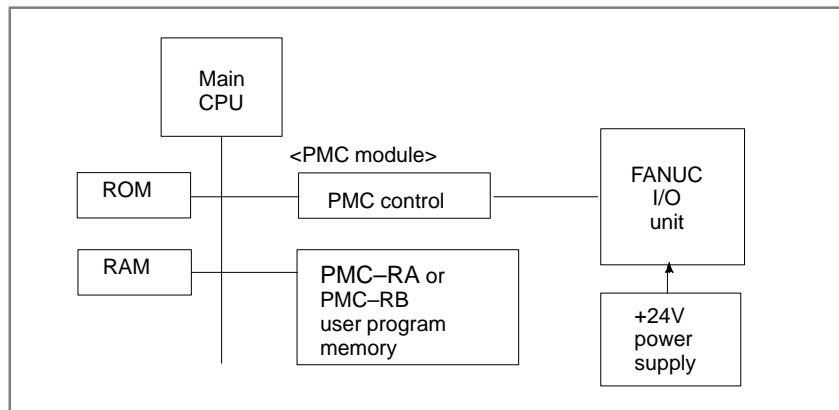 Main
CPU
<PMC module>
ROM
PMC control
FANUC
I/O
unit
RAM
PMC–RA or
PMC–RB
user program
memory
+24V
power
supply